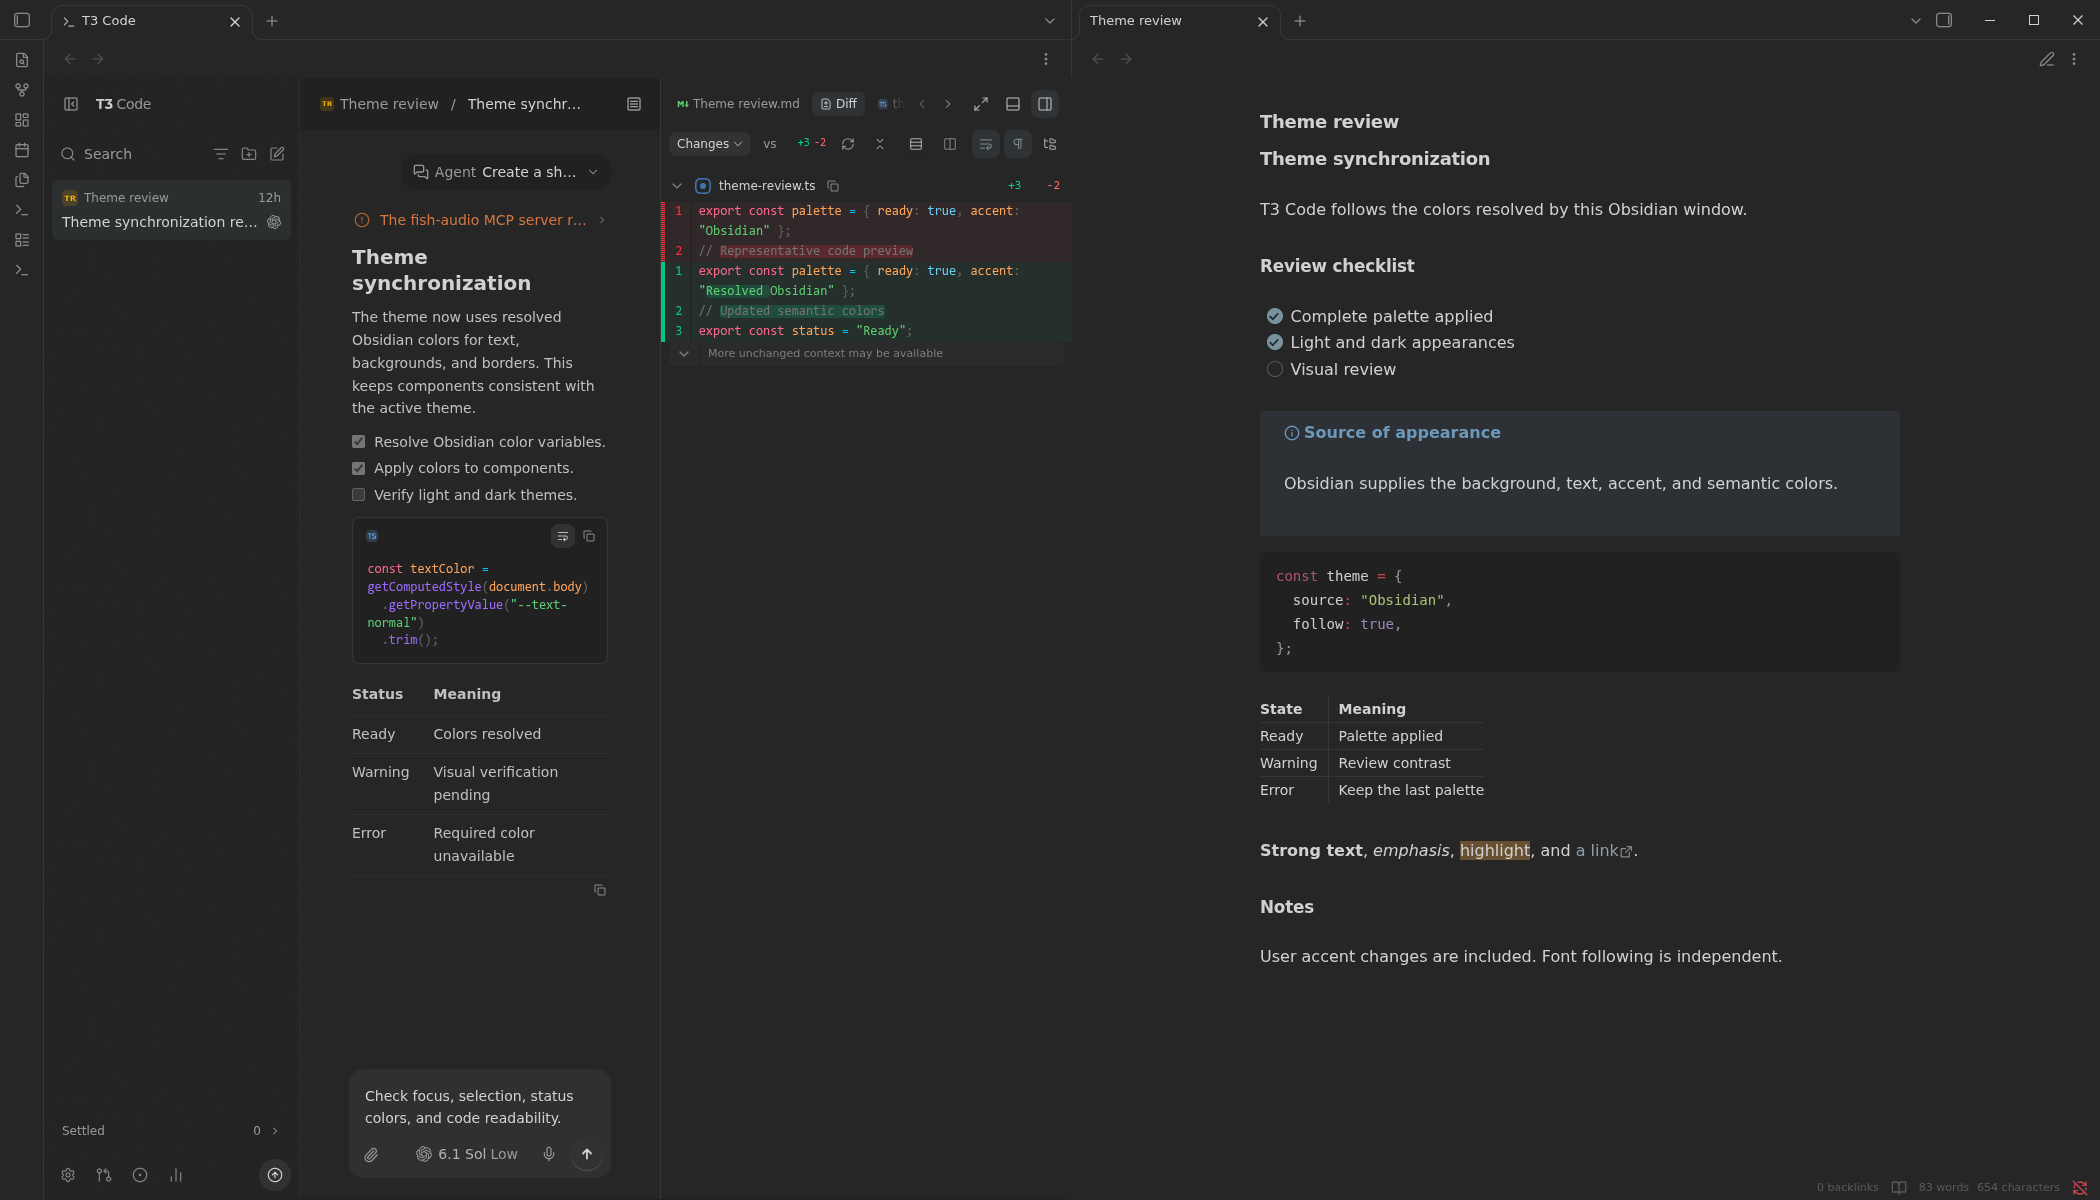 T3 Code
Theme review
T3 Code
Search
TR Theme review 12h
Theme synchronization re…
Settled 0
TR Theme review / Theme synchr…
Agent Create a sh…
The fish-audio MCP server r…
Theme
synchronization
The theme now uses resolved
Obsidian colors for text,
backgrounds, and borders. This
keeps components consistent with
the active theme.
Resolve Obsidian color variables.
Apply colors to components.
Verify light and dark themes.
TS
const textColor =
getComputedStyle(document.body)
.getPropertyValue("--text-
normal")
.trim();
Status Meaning
Ready Colors resolved
Warning Visual verification
pending
Error Required color
unavailable
Check focus, selection, status
colors, and code readability.
6.1 Sol Low
M↓ Theme review.md Diff TS th
Changes vs +3 -2
theme-review.ts +3 -2
1 export const palette = { ready: true, accent:
"Obsidian" };
2 // Representative code preview
1 export const palette = { ready: true, accent:
"Resolved Obsidian" };
2 // Updated semantic colors
3 export const status = "Ready";
More unchanged context may be available
Theme review
Theme synchronization
T3 Code follows the colors resolved by this Obsidian window.
Review checklist
Complete palette applied
Light and dark appearances
Visual review
Source of appearance
Obsidian supplies the background, text, accent, and semantic colors.
const theme = {
source: "Obsidian",
follow: true,
};
State Meaning
Ready Palette applied
Warning Review contrast
Error Keep the last palette
Strong text, emphasis, highlight, and a link.
Notes
User accent changes are included. Font following is independent.
0 backlinks 83 words 654 characters